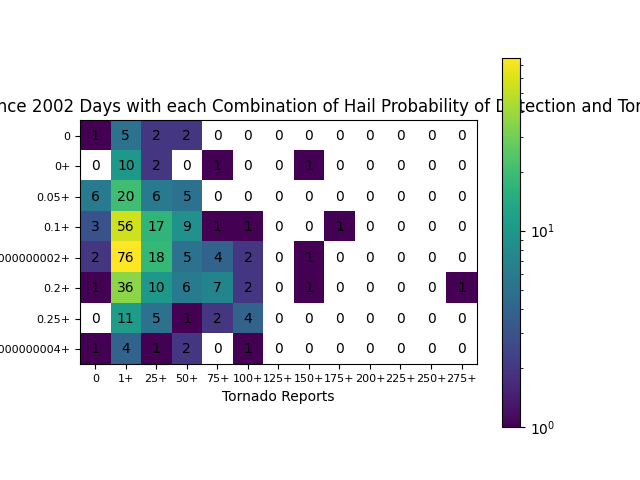 nce 2002 Days with each Combination of Hail Probability of Detection and Tor
0 1 5 2 2 0 0 0 0 0 0 0 0 0
0+ 0 10 2 0 1 0 0 1 0 0 0 0 0
0.05+ 6 20 6 5 0 0 0 0 0 0 0 0 0
0.1+ 3 56 17 9 1 1 0 0 1 0 0 0 0
000000002+ 2 76 18 5 4 2 0 1 0 0 0 0 0
0.2+ 1 36 10 6 7 2 0 1 0 0 0 0 1
0.25+ 0 11 5 1 2 4 0 0 0 0 0 0 0
000000004+ 1 4 1 2 0 1 0 0 0 0 0 0 0
0 1+ 25+ 50+ 75+ 100+ 125+ 150+ 175+ 200+ 225+ 250+ 275+
Tornado Reports
10^1
10^0